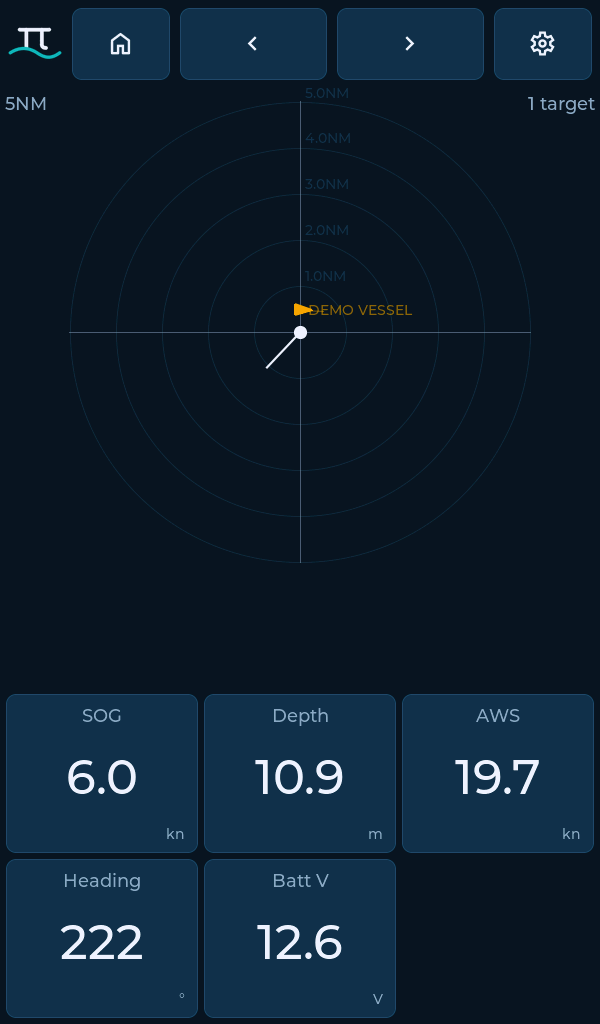 5.0NM
5NM
1 target
4.0NM
3.0NM
2.0NM
1.0NM
DEMO VESSEL
SOG
6.0
kn
Depth
10.9
m
AWS
19.7
kn
Heading
222
°
Batt V
12.6
V